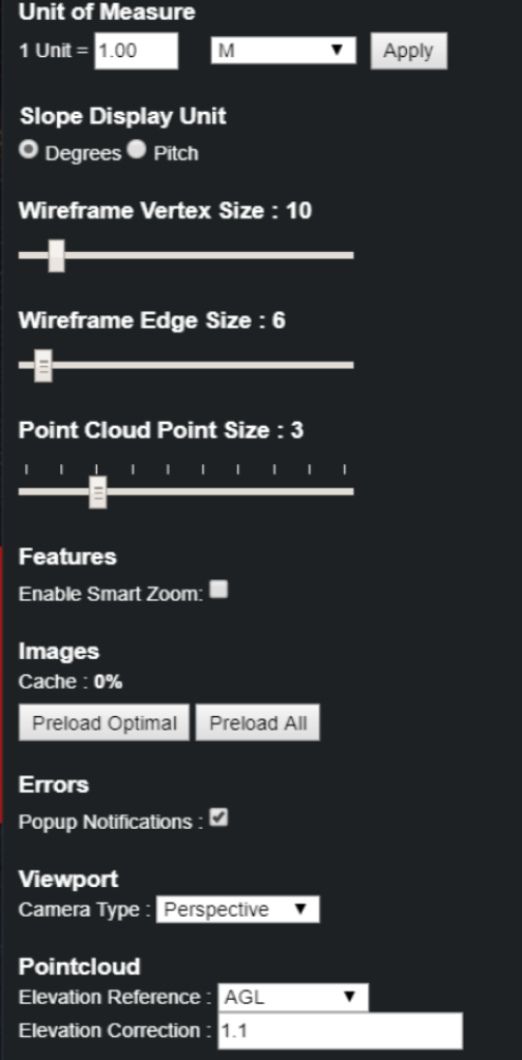 Unit of Measure
1 Unit = 1.00 M Apply
Slope Display Unit
Degrees Pitch
Wireframe Vertex Size : 10
Wireframe Edge Size : 6
Point Cloud Point Size : 3
Features
Enable Smart Zoom:
Images
Cache : 0%
Preload Optimal Preload All
Errors
Popup Notifications :
Viewport
Camera Type : Perspective
Pointcloud
Elevation Reference : AGL
Elevation Correction : 1.1